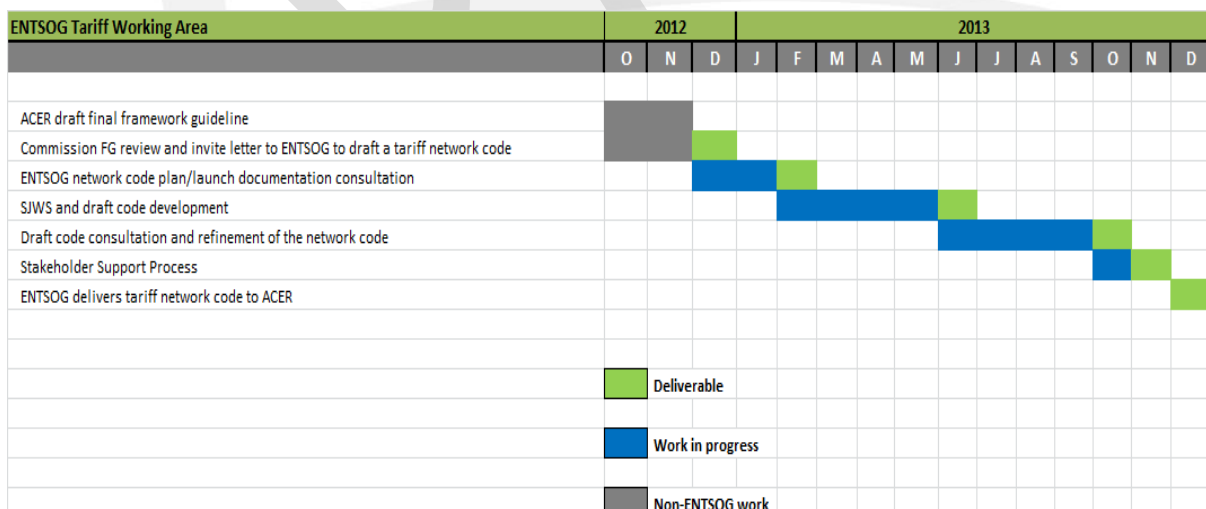 ENTSOG Tariff Working Area 2012 2013
O N D J F M A M J J A S O N D
ACER draft final framework guideline
Commission FG review and invite letter to ENTSOG to draft a tariff network code
ENTSOG network code plan/launch documentation consultation
SJWS and draft code development
Draft code consultation and refinement of the network code
Stakeholder Support Process
ENTSOG delivers tariff network code to ACER
Deliverable
Work in progress
Non-ENTSOG work